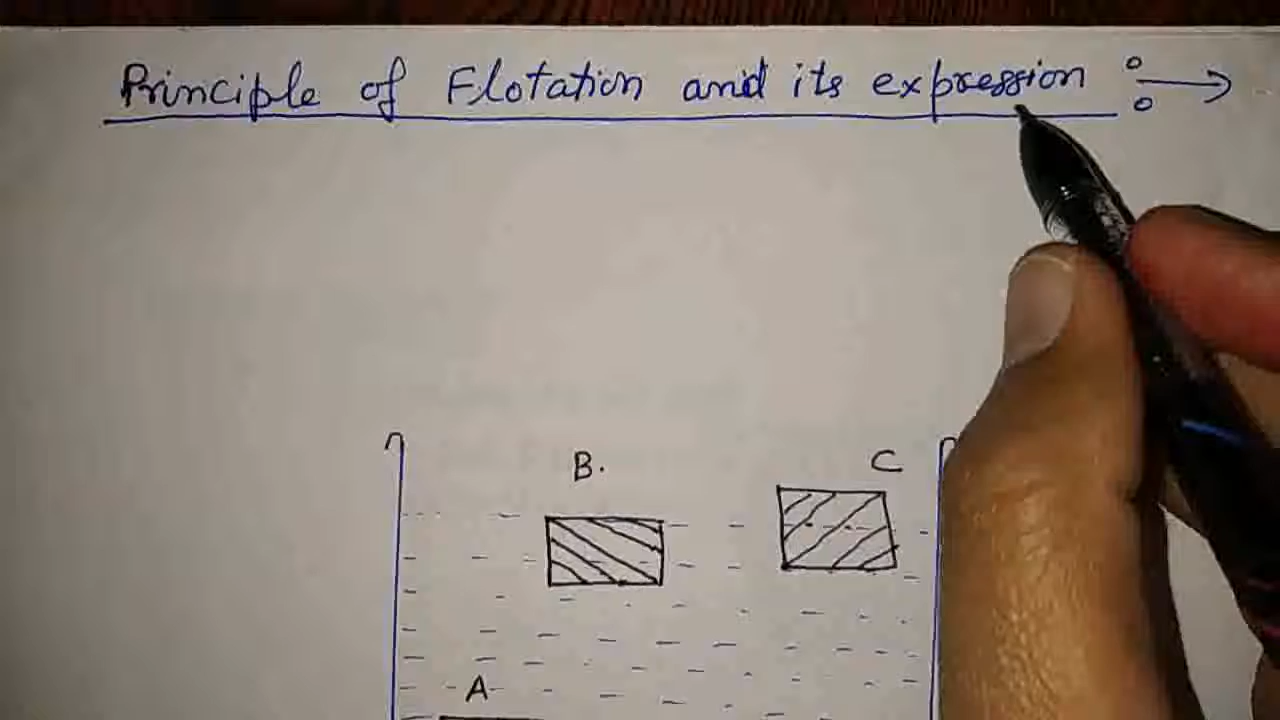 Principle of Flotation and its expression :→
B.
C
A